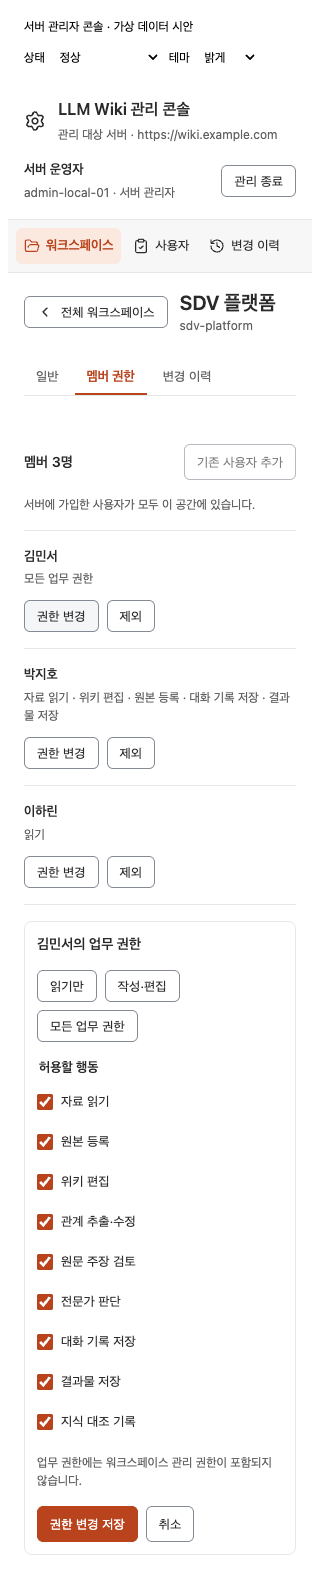 서버 관리자 콘솔 · 가상 데이터 시안
상태 정상 테마 밝게
LLM Wiki 관리 콘솔
관리 대상 서버 · https://wiki.example.com
서버 운영자
admin-local-01 · 서버 관리자
관리 종료
워크스페이스 사용자 변경 이력
전체 워크스페이스
SDV 플랫폼
sdv-platform
일반 멤버 권한 변경 이력
멤버 3명
기존 사용자 추가
서버에 가입한 사용자가 모두 이 공간에 있습니다.
김민서
모든 업무 권한
권한 변경 제외
박지호
자료 읽기 · 위키 편집 · 원본 등록 · 대화 기록 저장 · 결과
물 저장
권한 변경 제외
이하린
읽기
권한 변경 제외
김민서의 업무 권한
읽기만 작성·편집
모든 업무 권한
허용할 행동
자료 읽기
원본 등록
위키 편집
관계 추출·수정
원문 주장 검토
전문가 판단
대화 기록 저장
결과물 저장
지식 대조 기록
업무 권한에는 워크스페이스 관리 권한이 포함되지
않습니다.
권한 변경 저장 취소